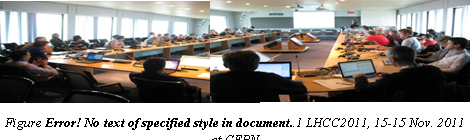 Figure Error! No text of specified style in document. 1 LHCC2011, 15-15 Nov. 2011
at CERN